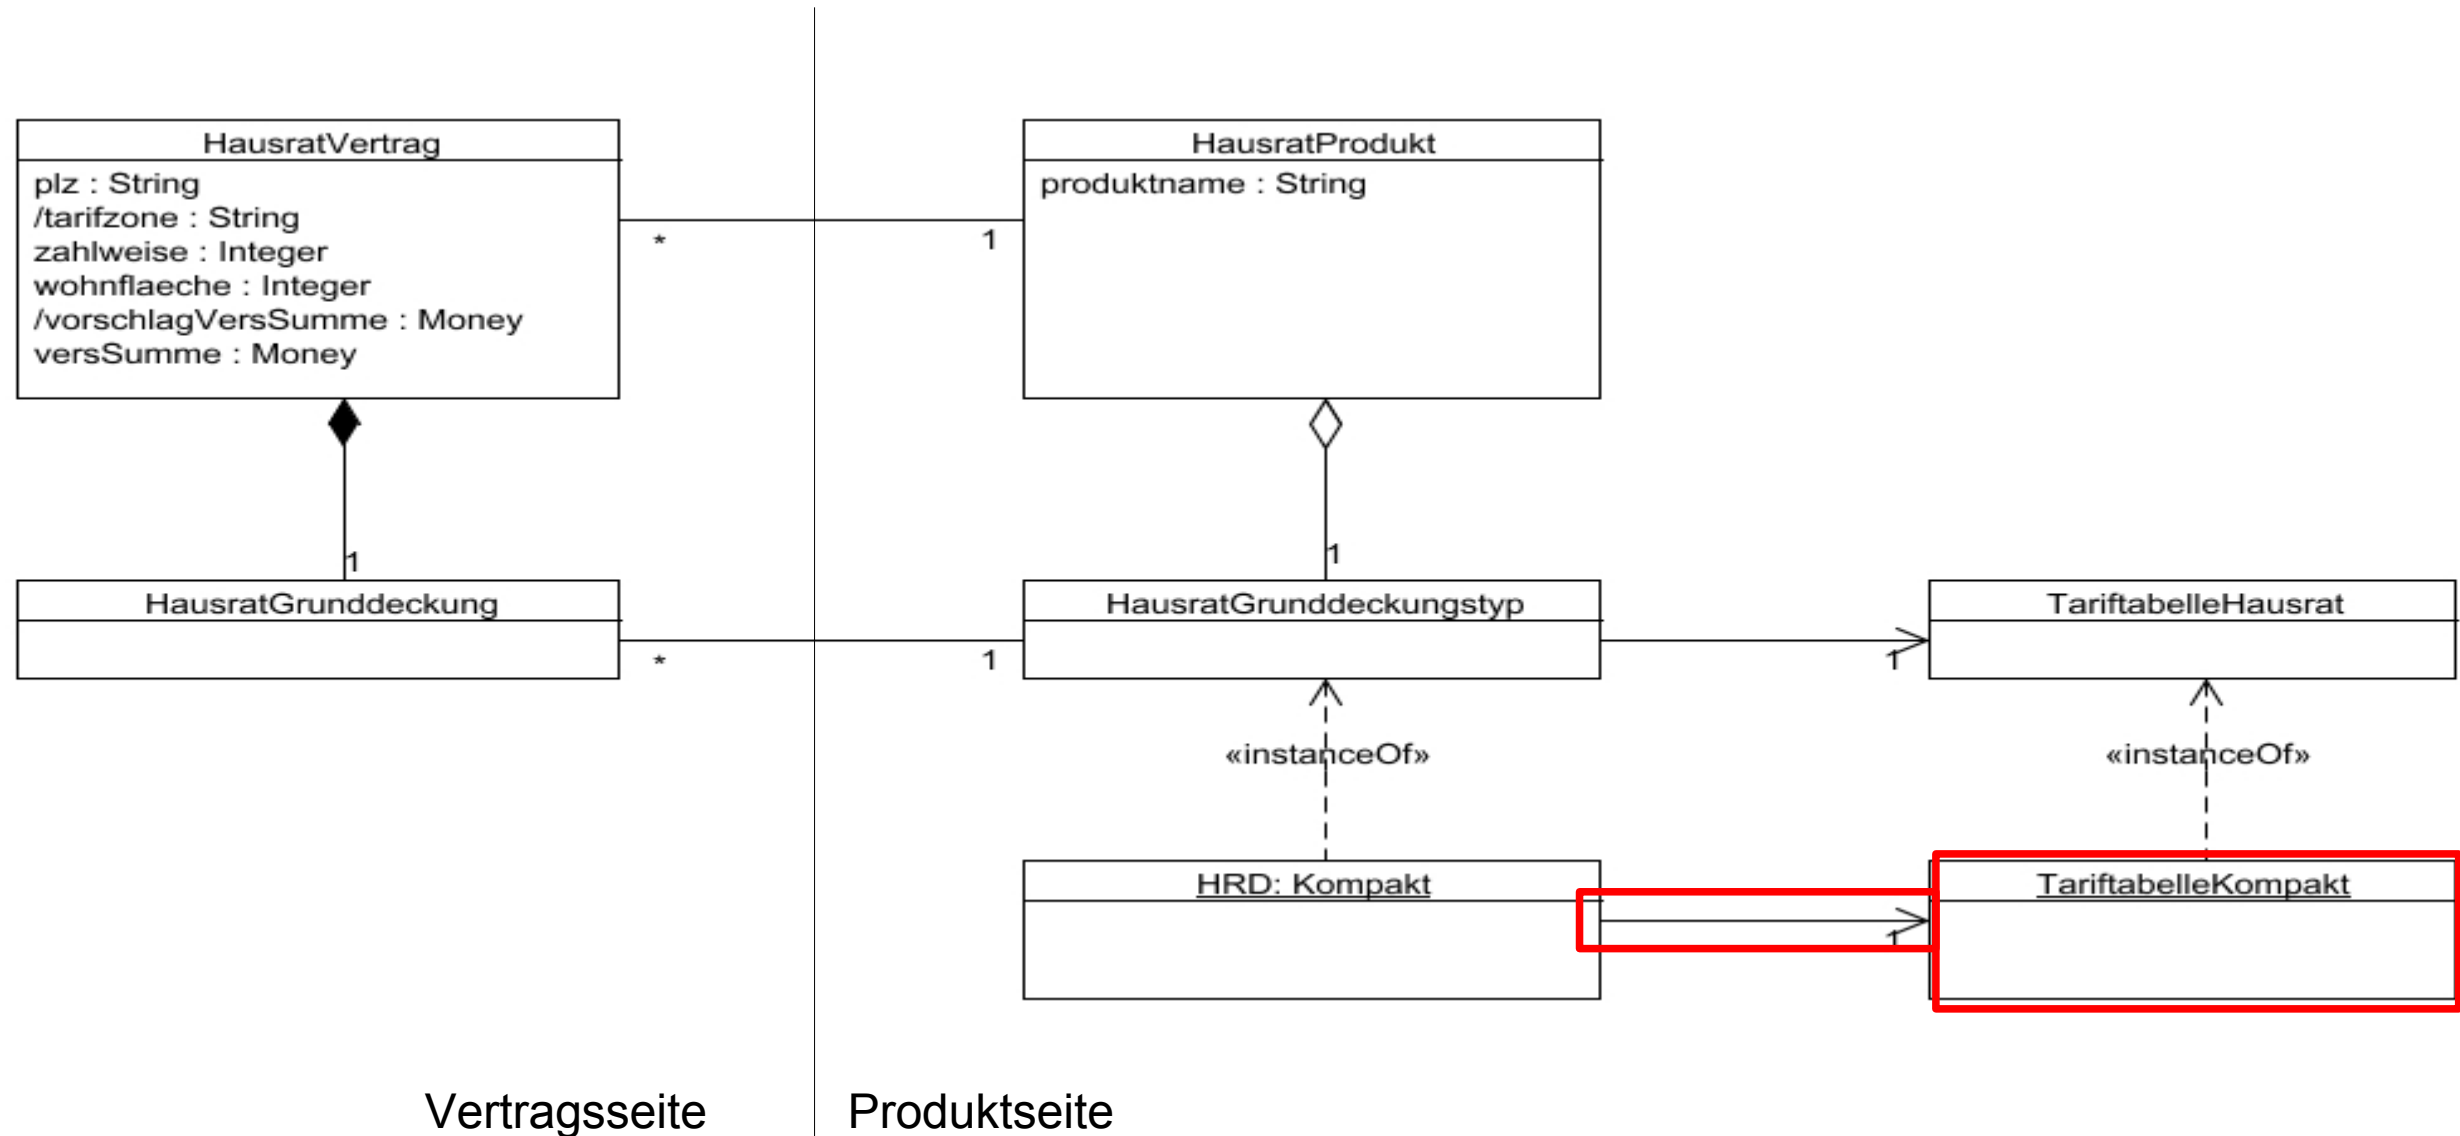 HausratVertrag
plz : String
/tarifzone : String
zahlweise : Integer
wohnflaeche : Integer
/vorschlagVersSumme : Money
versSumme : Money
*
1
HausratProdukt
produktname : String
1
1
HausratGrunddeckung
*
1
HausratGrunddeckungstyp
1
TariftabelleHausrat
«instanceOf»
«instanceOf»
HRD: Kompakt
1
TariftabelleKompakt
Vertragsseite
Produktseite